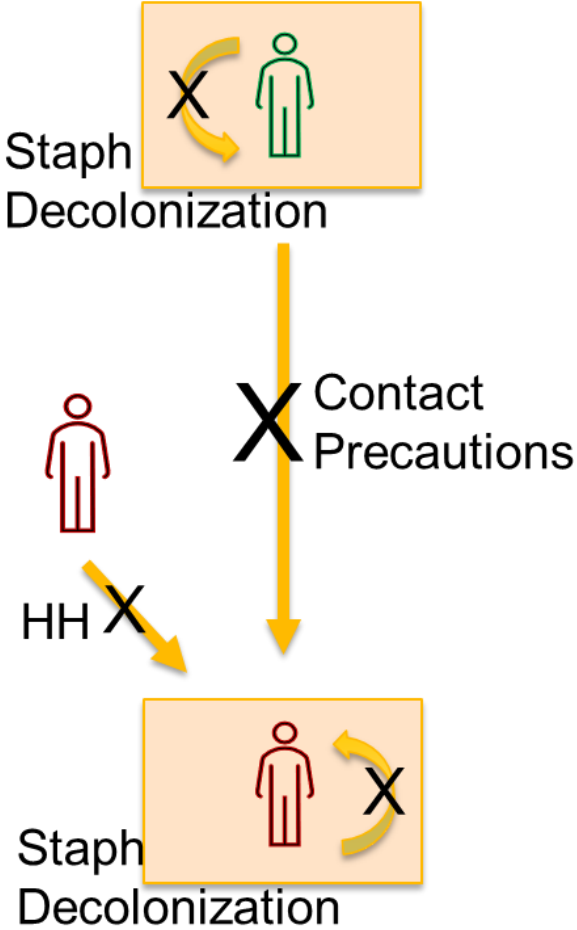 X
Staph
Decolonization
X
Contact
Precautions
HH X
X
Staph
Decolonization